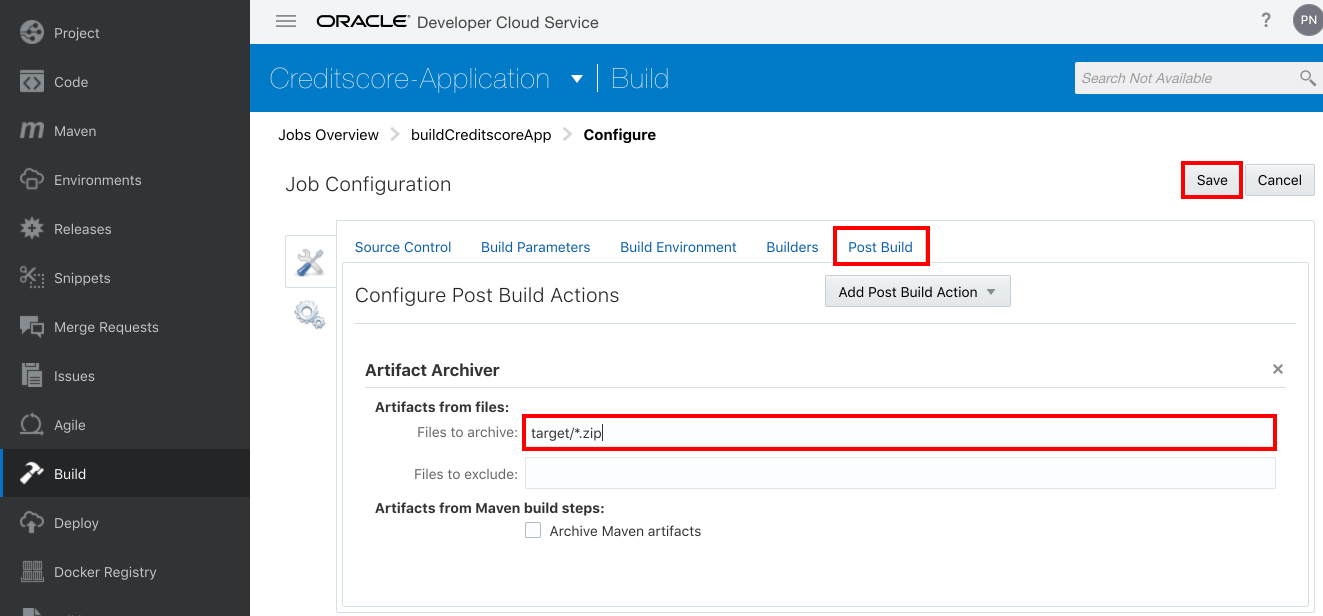 Project
Code
Maven
Environments
Releases
Snippets
Merge Requests
Issues
Agile
Build
Deploy
Docker Registry
ORACLE® Developer Cloud Service
? PN
Creditscore-Application | Build
Search Not Available
Jobs Overview > buildCreditscoreApp > Configure
Job Configuration
Save Cancel
Source Control Build Parameters Build Environment Builders Post Build
Configure Post Build Actions
Add Post Build Action
Artifact Archiver
Artifacts from files:
Files to archive: target/*.zip
Files to exclude:
Artifacts from Maven build steps:
Archive Maven artifacts